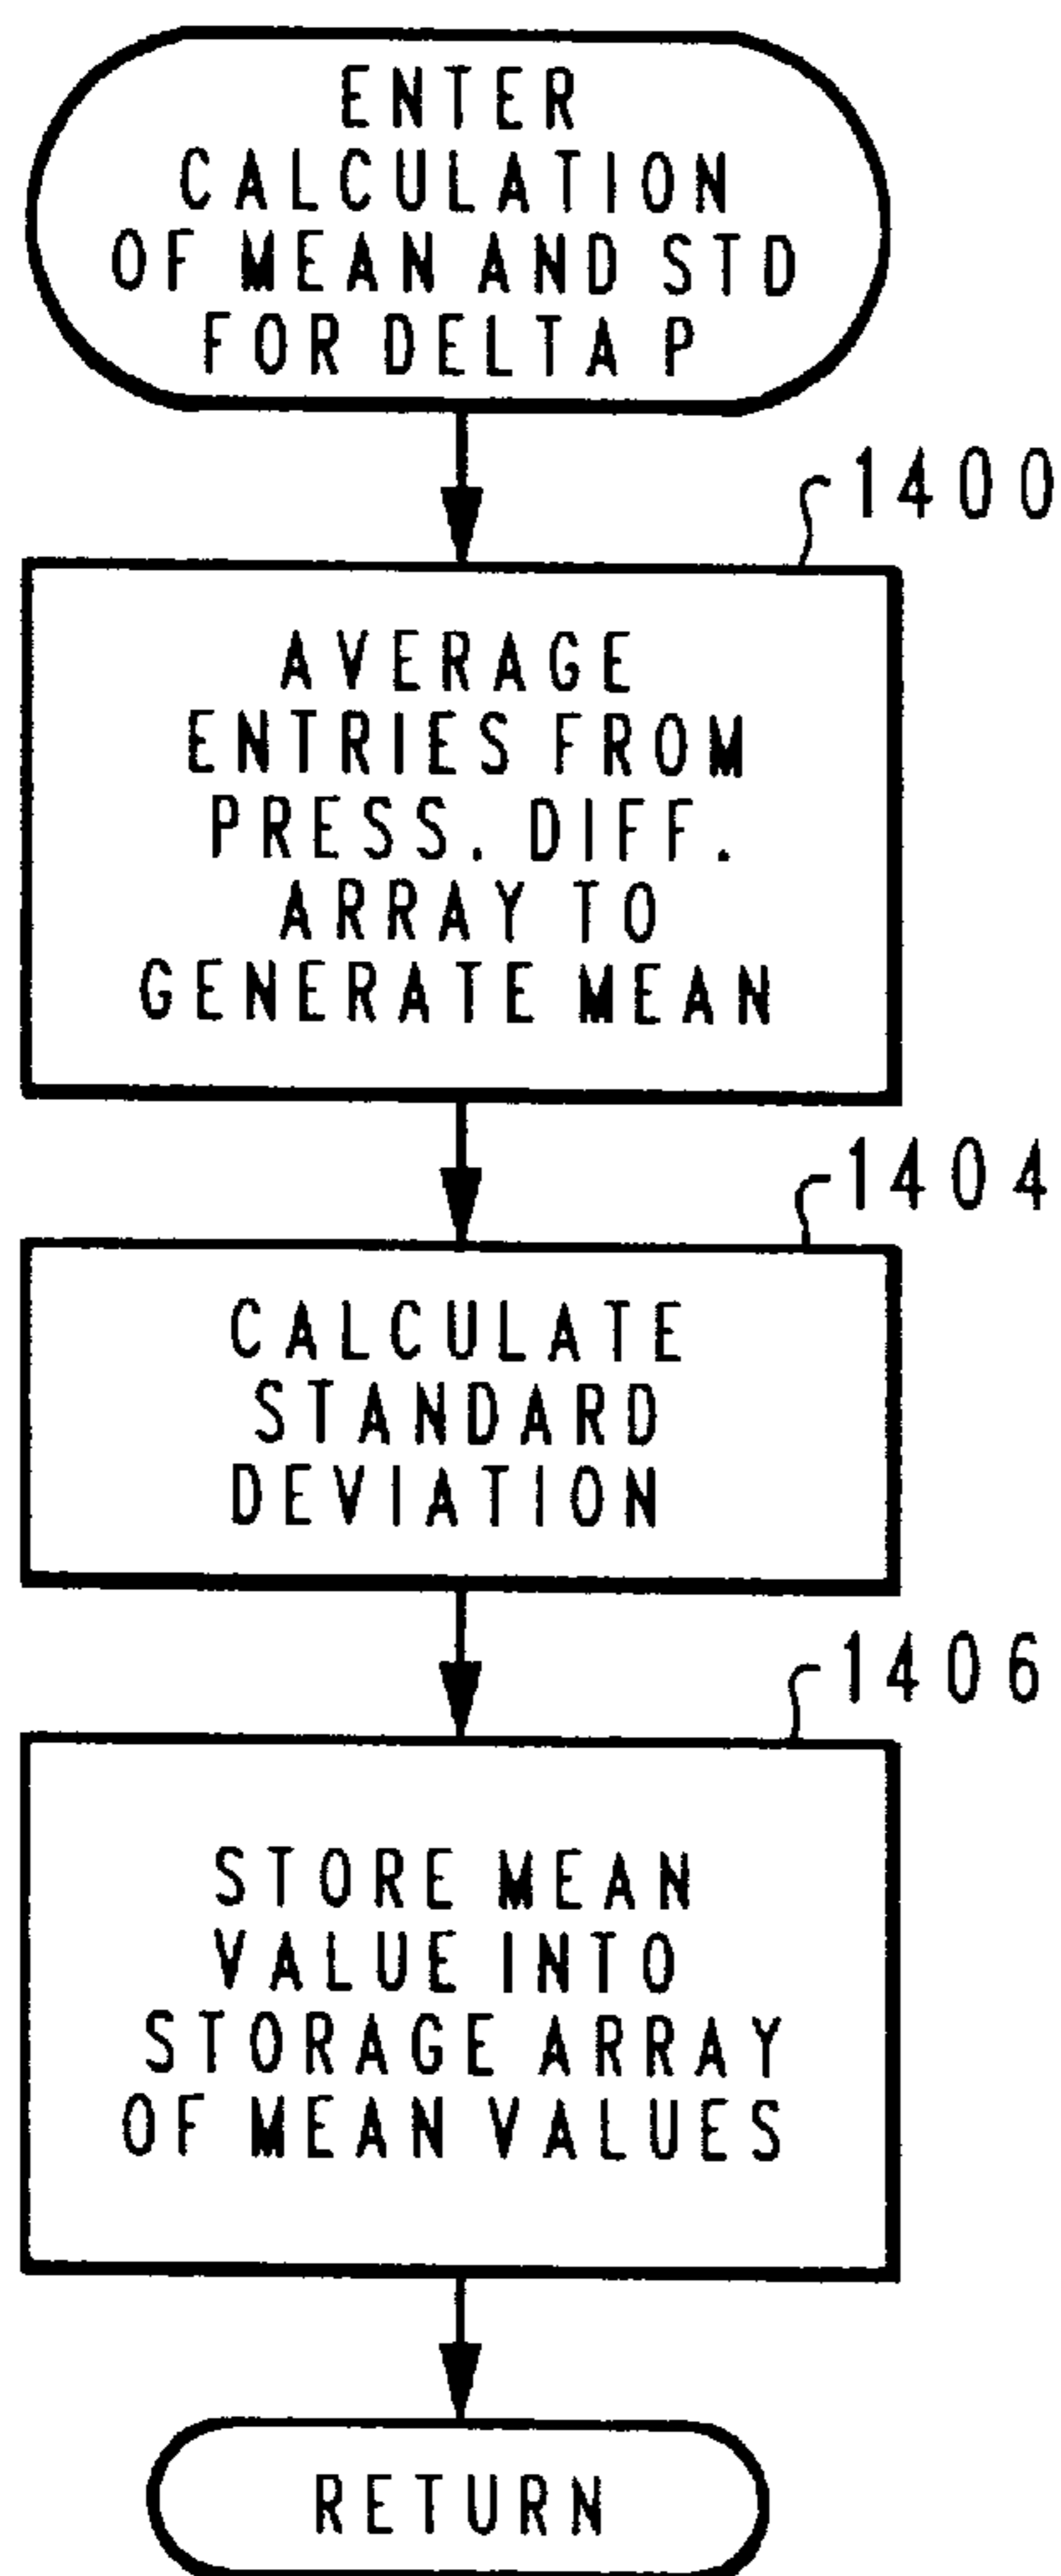 ENTER
CALCULATION
OF MEAN AND STD
FOR DELTA P
1400
AVERAGE
ENTRIES FROM
PRESS. DIFF.
ARRAY TO
GENERATE MEAN
1404
CALCULATE
STANDARD
DEVIATION
1406
STORE MEAN
VALUE INTO
STORAGE ARRAY
OF MEAN VALUES
RETURN